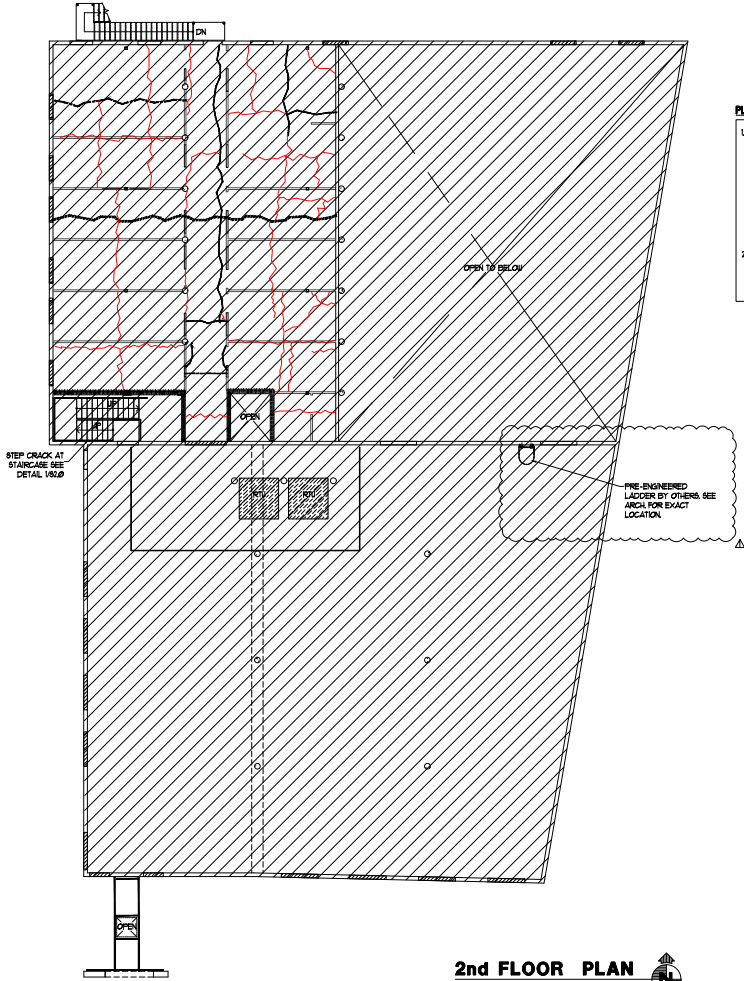 DN
PL
OPEN TO BELOW
UP
UP
OPEN
STEP CRACK AT
STAIRCASE SEE
DETAIL 1/S2.0
RTU
RTU
PRE-ENGINEERED
LADDER BY OTHERS, SEE
ARCH. FOR EXACT
LOCATION.
OPEN
2nd FLOOR PLAN
N